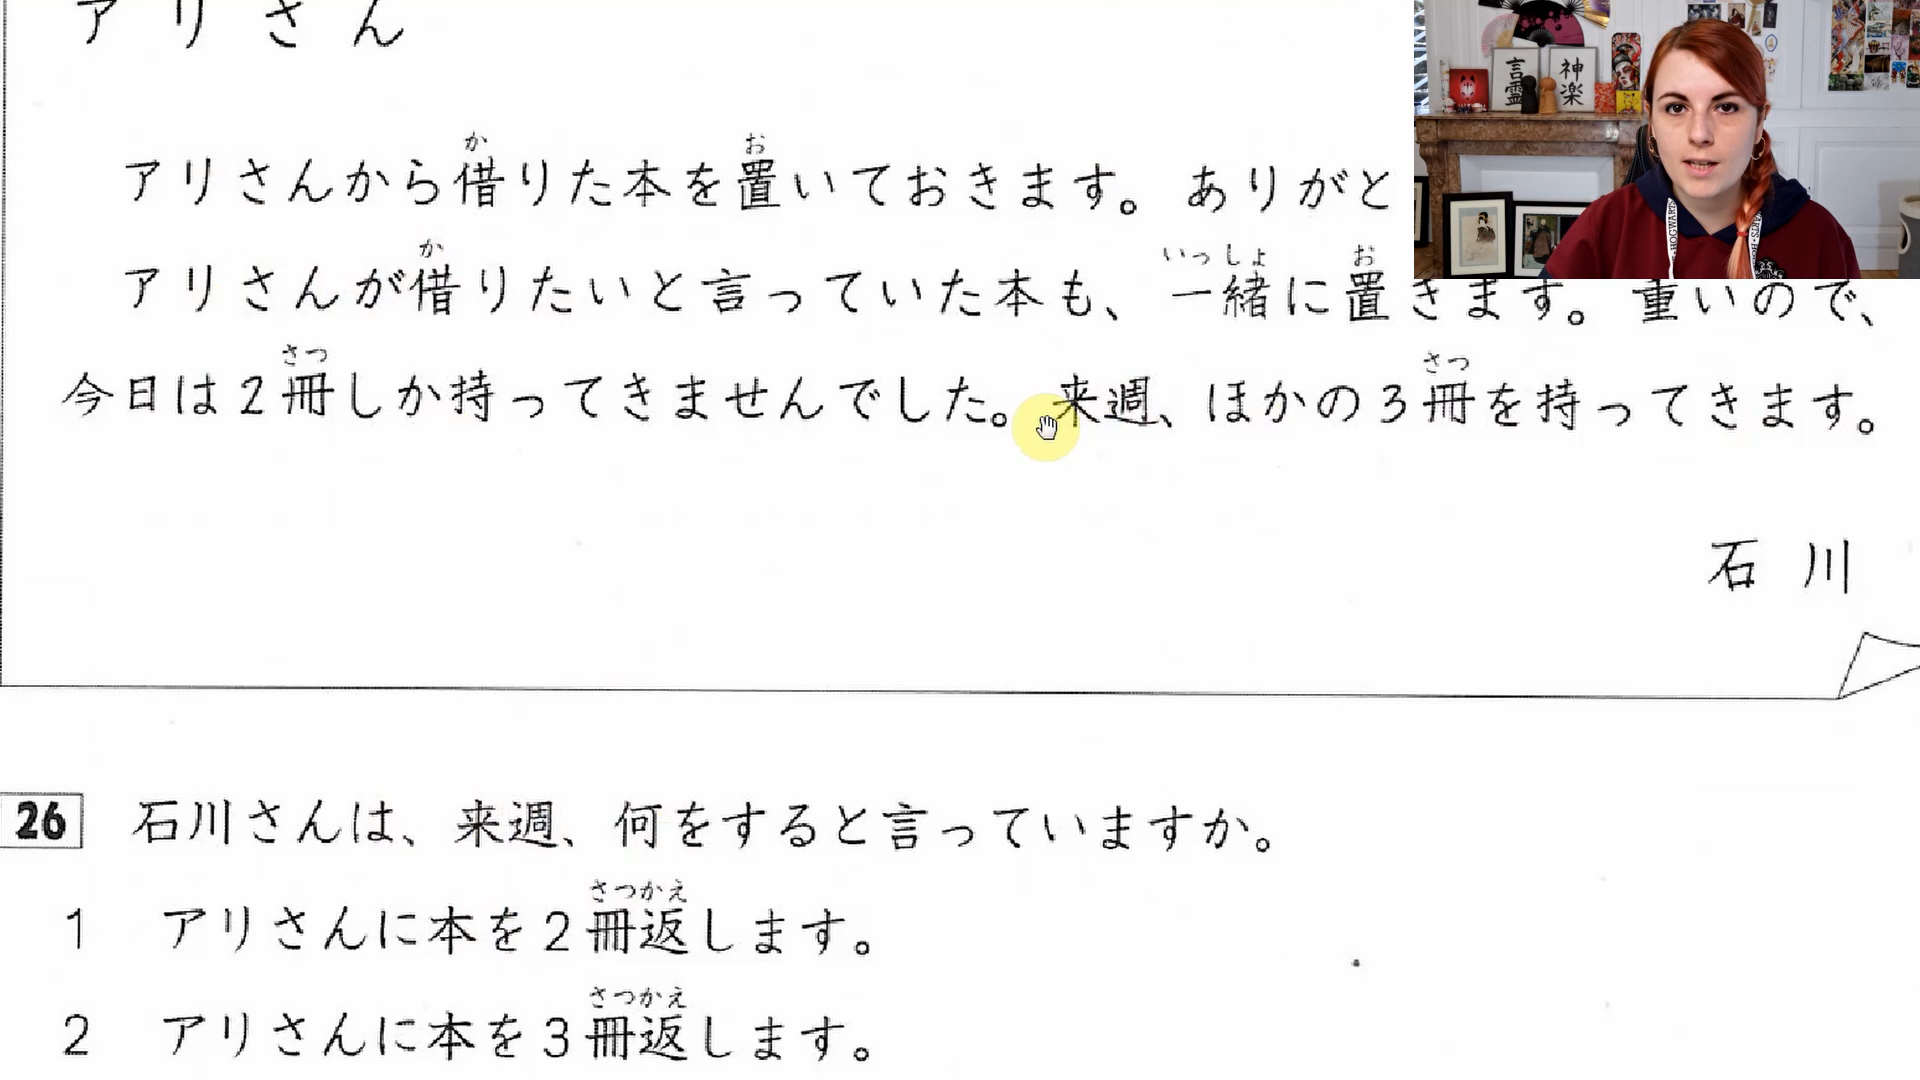 アリさん
アリさんから借りた本を置いておきます。ありがと
アリさんが借りたいと言っていた本も、一緒に置きます。重いので、
今日は2冊しか持ってきませんでした。来週、ほかの3冊を持ってきます。
石川
26 石川さんは、来週、何をすると言っていますか。
1 アリさんに本を2冊返します。
2 アリさんに本を3冊返します。
言霊
神楽
HOGWARTS